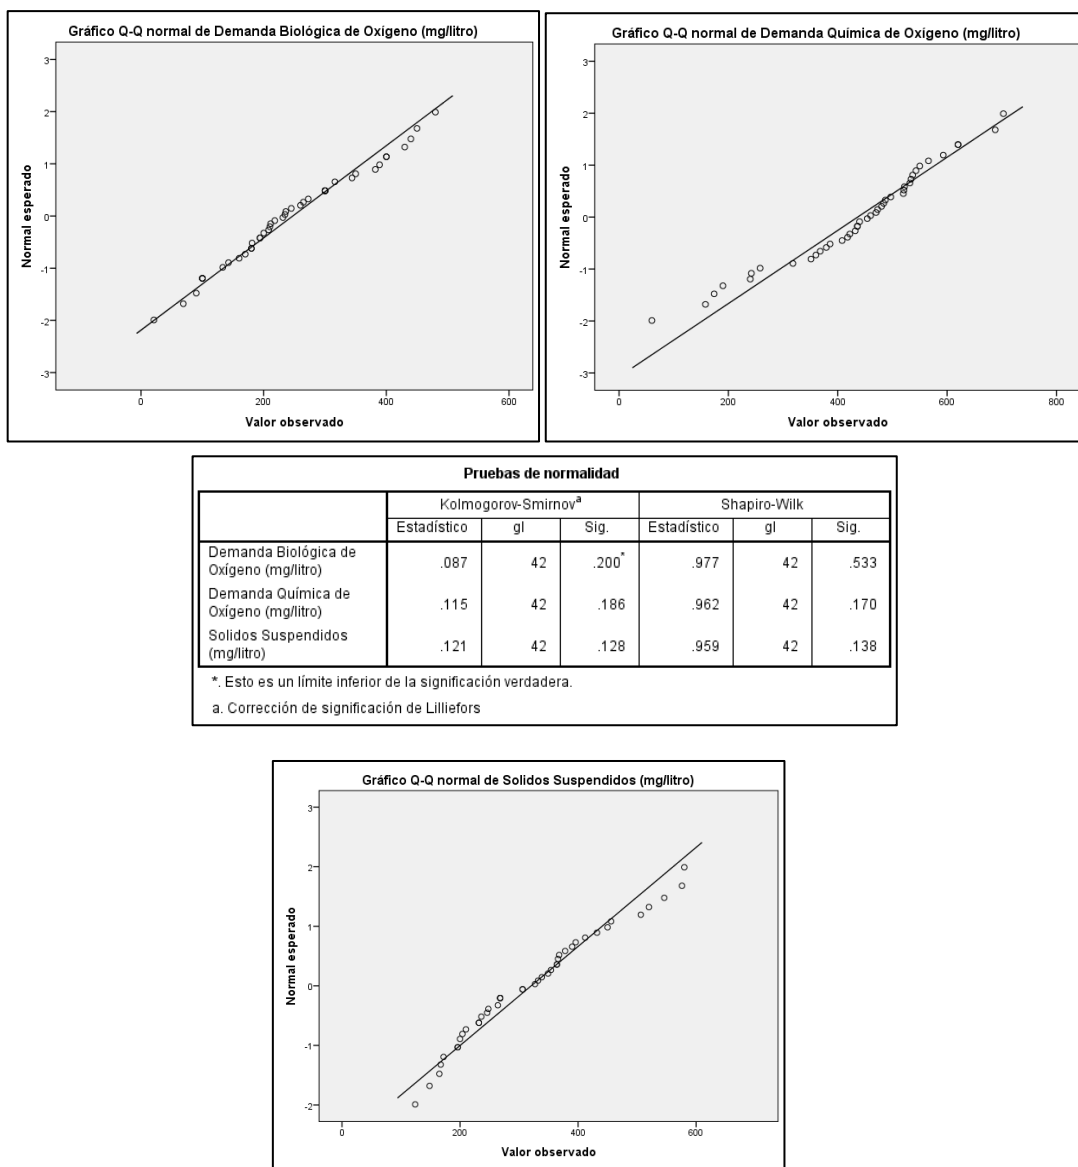 Gráfico Q-Q normal de Demanda Biológica de Oxígeno (mg/litro)
3
2
1
0
-1
-2
-3
Normal esperado
0 200 400 600
Valor observado
Gráfico Q-Q normal de Demanda Química de Oxígeno (mg/litro)
3
2
1
0
-1
-2
-3
Normal esperado
0 200 400 600 800
Valor observado
Pruebas de normalidad
Kolmogorov-Smirnov^a Shapiro-Wilk
Estadístico gl Sig. Estadístico gl Sig.
Demanda Biológica de
Oxígeno (mg/litro) .087 42 .200* .977 42 .533
Demanda Química de
Oxígeno (mg/litro) .115 42 .186 .962 42 .170
Solidos Suspendidos
(mg/litro) .121 42 .128 .959 42 .138
*. Esto es un límite inferior de la significación verdadera.
a. Corrección de significación de Lilliefors
Gráfico Q-Q normal de Solidos Suspendidos (mg/litro)
3
2
1
0
-1
-2
Normal esperado
0 200 400 600
Valor observado